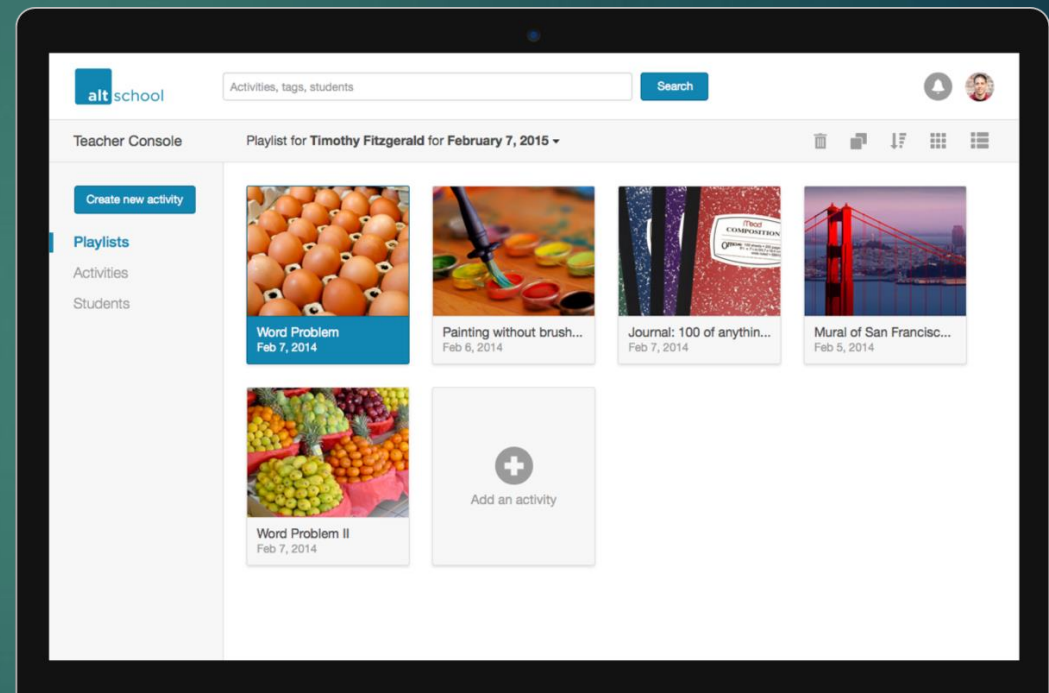 alt school
Activities, tags, students
Search
Teacher Console
Playlist for Timothy Fitzgerald for February 7, 2015
Create new activity
Playlists
Activities
Students
Word Problem
Feb 7, 2014
Painting without brush...
Feb 6, 2014
Mead
COMPOSITION
Journal: 100 of anythin...
Feb 7, 2014
Mural of San Francisc...
Feb 5, 2014
Word Problem II
Feb 7, 2014
Add an activity